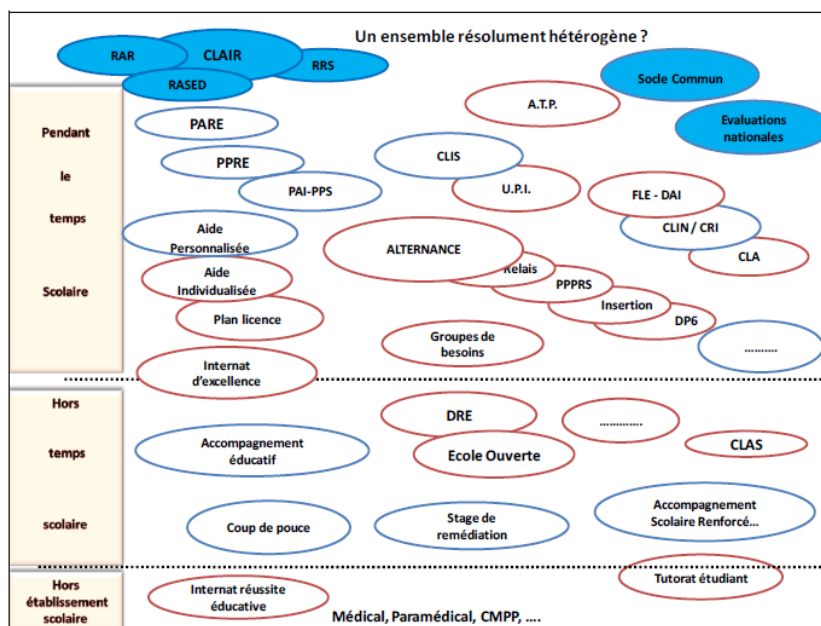 Un ensemble résolument hétérogène ?
RAR
CLAIR
RRS
RASED
Socle Commun
Evaluations
nationales
A.T.P.
Pendant
le
temps
Scolaire
PARE
PPRE
PAI-PPS
CLIS
U.P.I.
FLE - DAI
CLIN / CRI
CLA
Aide
Personnalisée
Aide
Individualisée
Plan licence
ALTERNANCE
Relais
PPPRS
Insertion
DP6
Groupes de
besoins
...........
Internat
d'excellence
Hors
temps
scolaire
DRE
Ecole Ouverte
.............
CLAS
Accompagnement
éducatif
Coup de pouce
Stage de
remédiation
Accompagnement
Scolaire Renforcé...
Hors
établissement
scolaire
Internat réussite
éducative
Tutorat étudiant
Médical, Paramédical, CMPP, ....